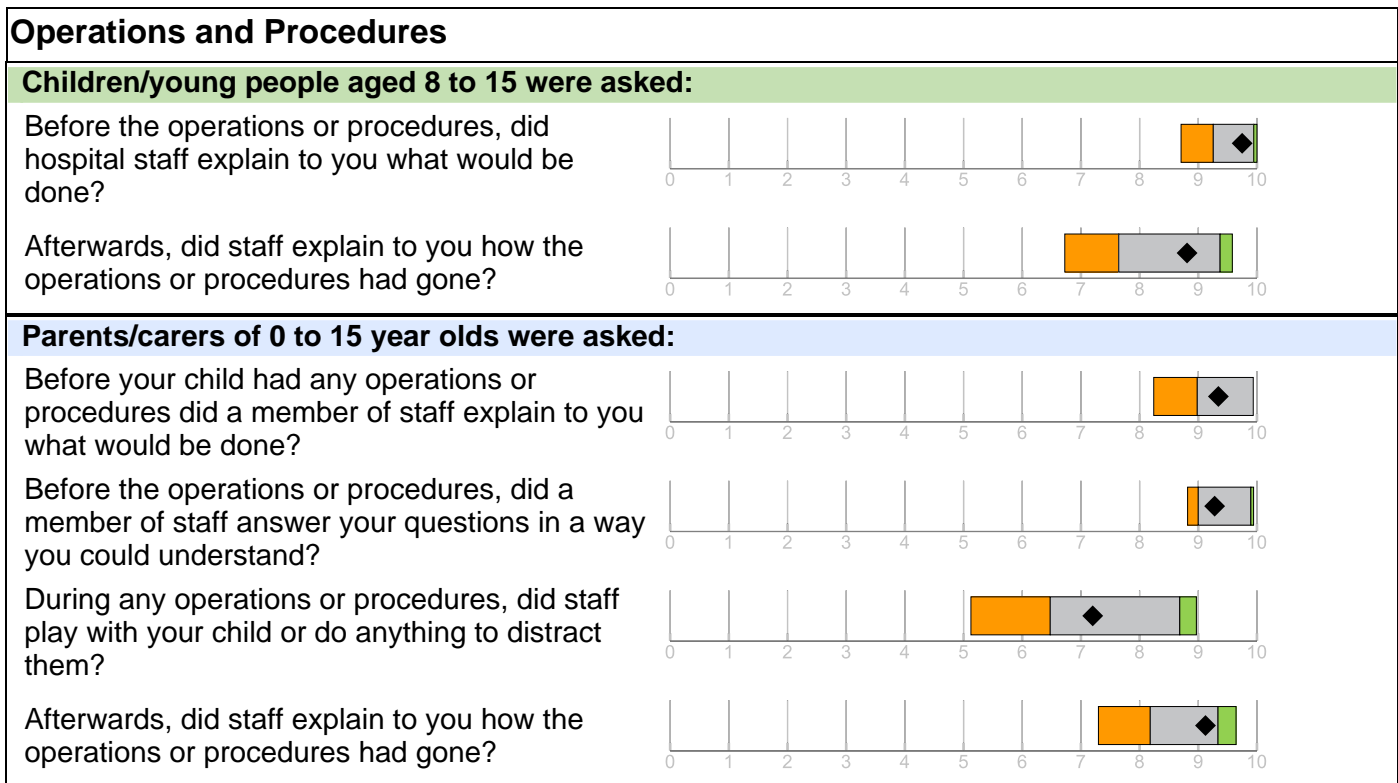 Operations and Procedures
Children/young people aged 8 to 15 were asked:
Before the operations or procedures, did
hospital staff explain to you what would be
done?
0 1 2 3 4 5 6 7 8 9 10
Afterwards, did staff explain to you how the
operations or procedures had gone?
0 1 2 3 4 5 6 7 8 9 10
Parents/carers of 0 to 15 year olds were asked:
Before your child had any operations or
procedures did a member of staff explain to you
what would be done?
0 1 2 3 4 5 6 7 8 9 10
Before the operations or procedures, did a
member of staff answer your questions in a way
you could understand?
0 1 2 3 4 5 6 7 8 9 10
During any operations or procedures, did staff
play with your child or do anything to distract
them?
0 1 2 3 4 5 6 7 8 9 10
Afterwards, did staff explain to you how the
operations or procedures had gone?
0 1 2 3 4 5 6 7 8 9 10